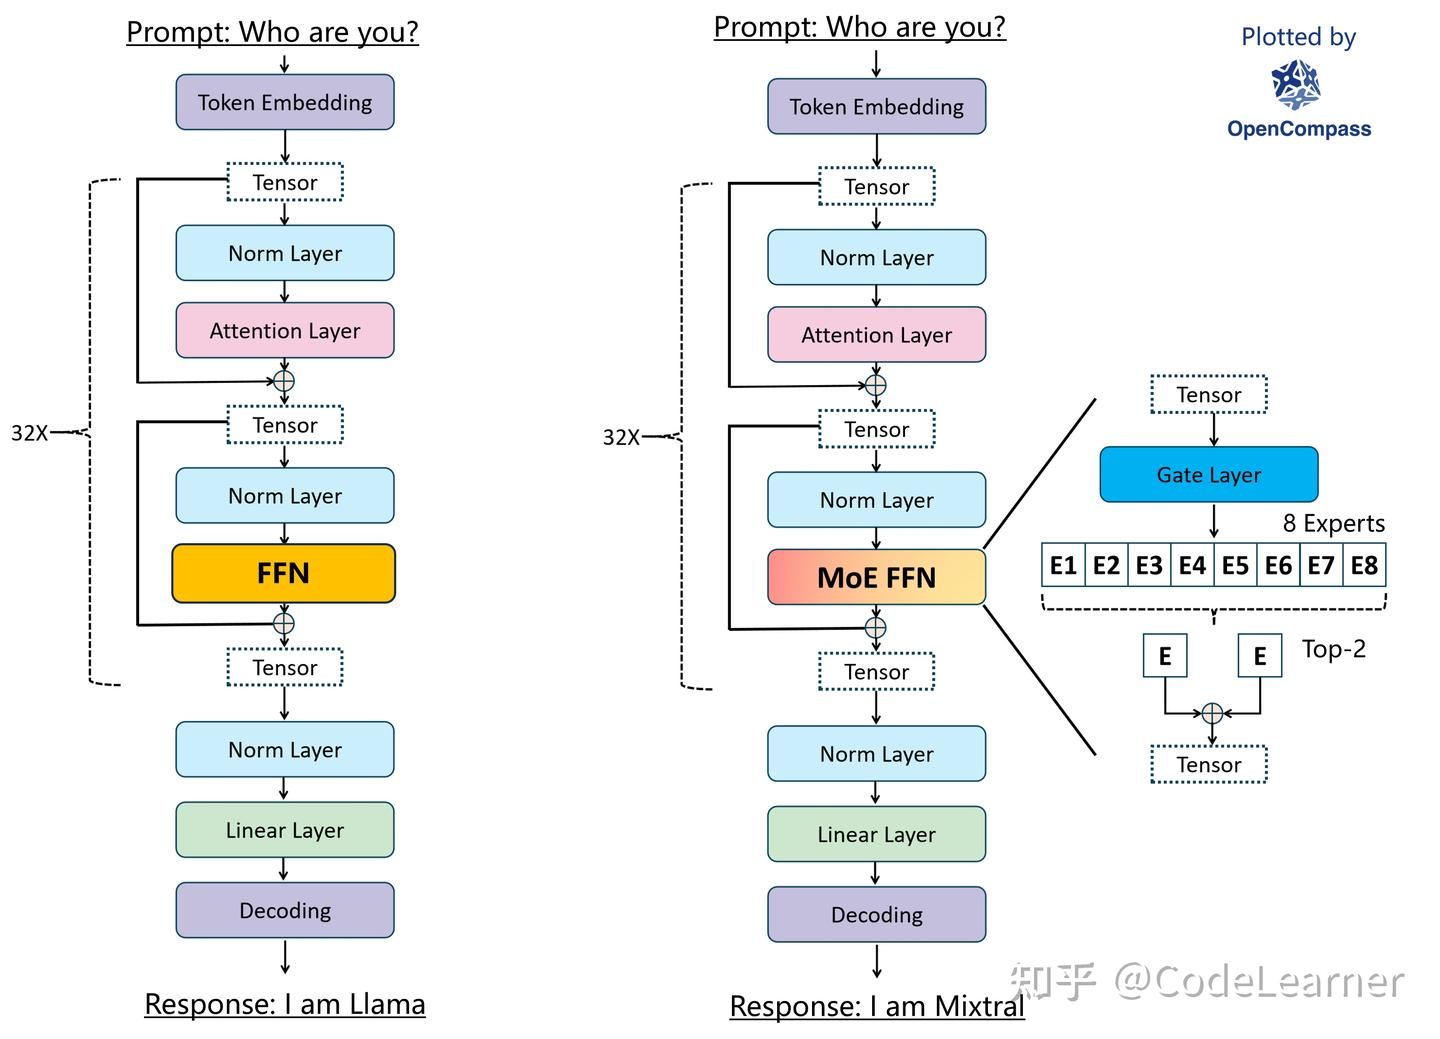 Prompt: Who are you?
Token Embedding
Tensor
Norm Layer
Attention Layer
Tensor
32X
Norm Layer
FFN
Tensor
Norm Layer
Linear Layer
Decoding
Response: I am Llama
Prompt: Who are you?
Token Embedding
Tensor
Norm Layer
Attention Layer
Tensor
32X
Norm Layer
MoE FFN
Tensor
Norm Layer
Linear Layer
Decoding
Response: I am Mixtral
Plotted by
OpenCompass
Tensor
Gate Layer
8 Experts
E1 E2 E3 E4 E5 E6 E7 E8
E E Top-2
Tensor
知乎 @CodeLearner